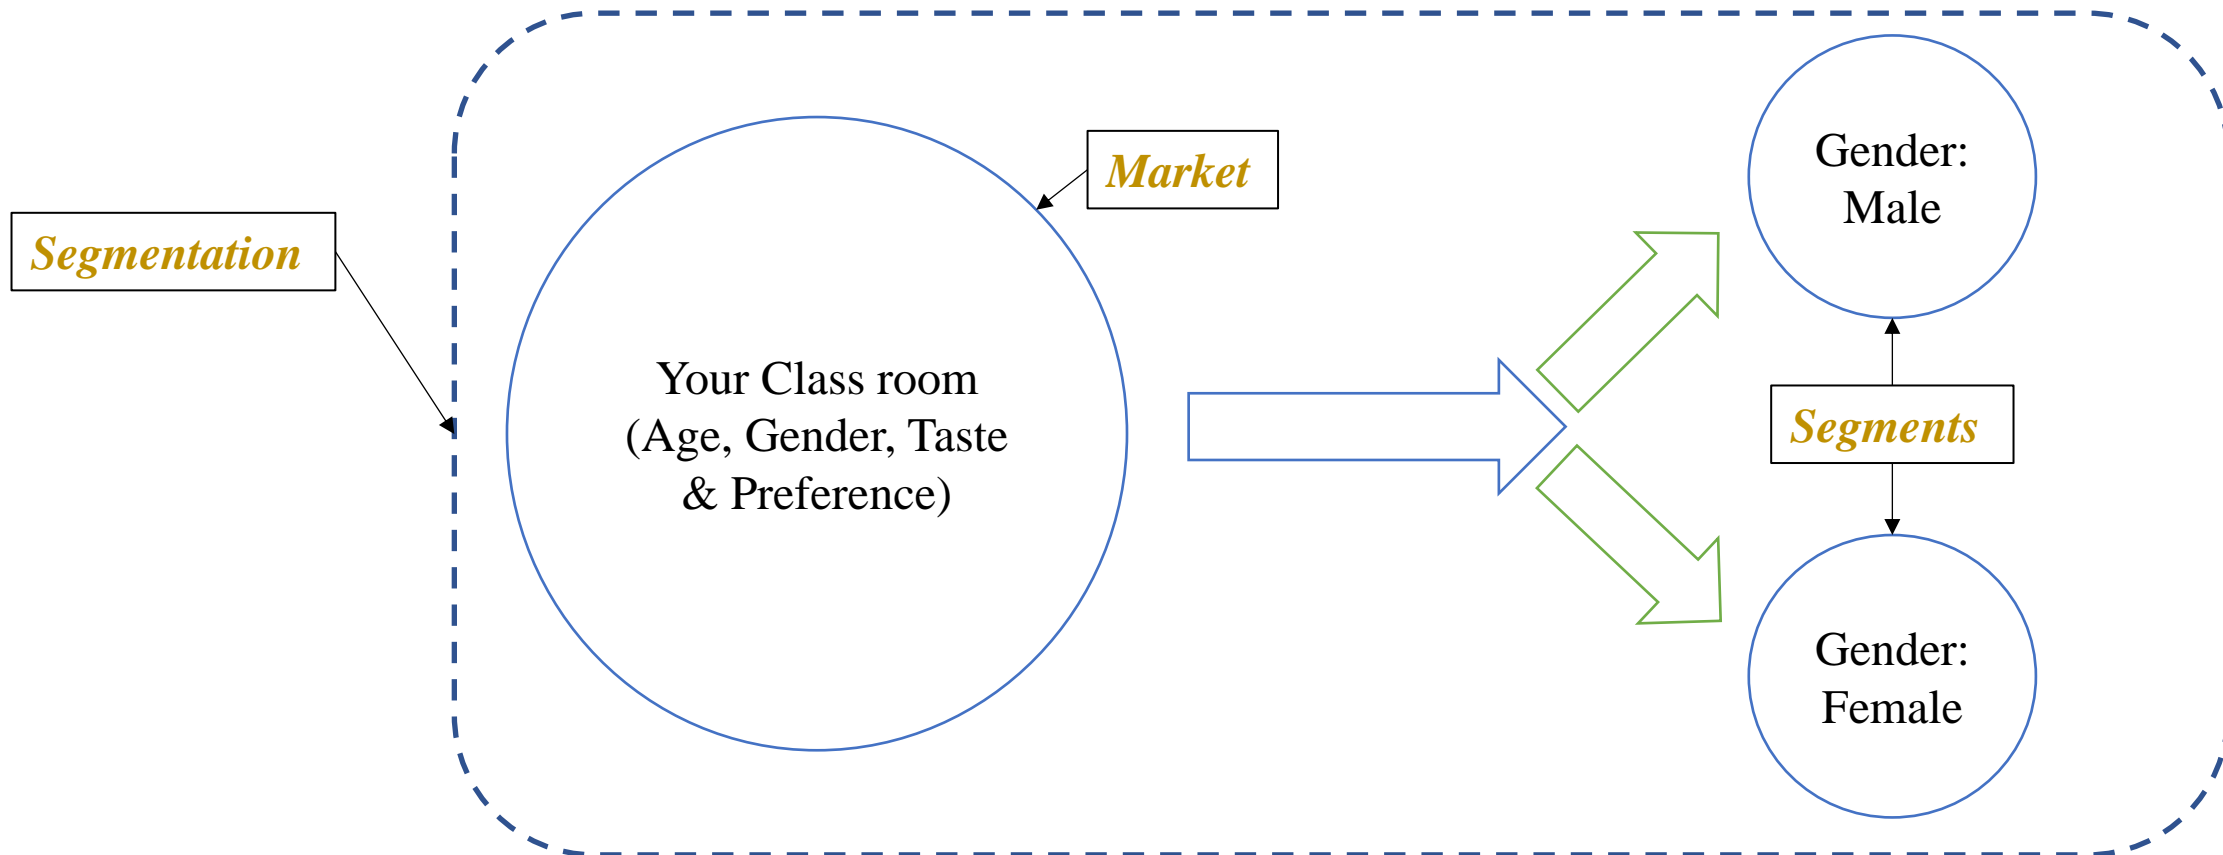 Segmentation
Market
Your Class room
(Age, Gender, Taste
& Preference)
Gender:
Male
Segments
Gender:
Female